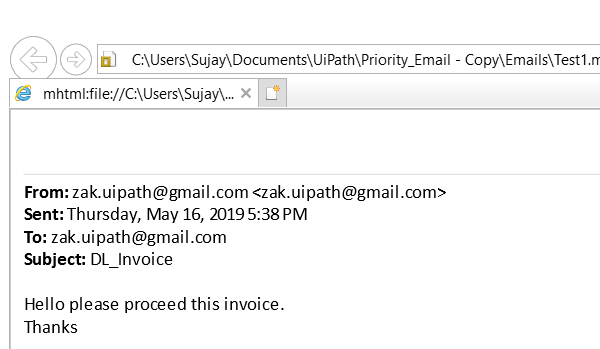 C:\Users\Sujay\Documents\UiPath\Priority_Email - Copy\Emails\Test1.m
mhtml:file://C:\Users\Sujay\...
From: zak.uipath@gmail.com <zak.uipath@gmail.com>
Sent: Thursday, May 16, 2019 5:38 PM
To: zak.uipath@gmail.com
Subject: DL_Invoice
Hello please proceed this invoice.
Thanks